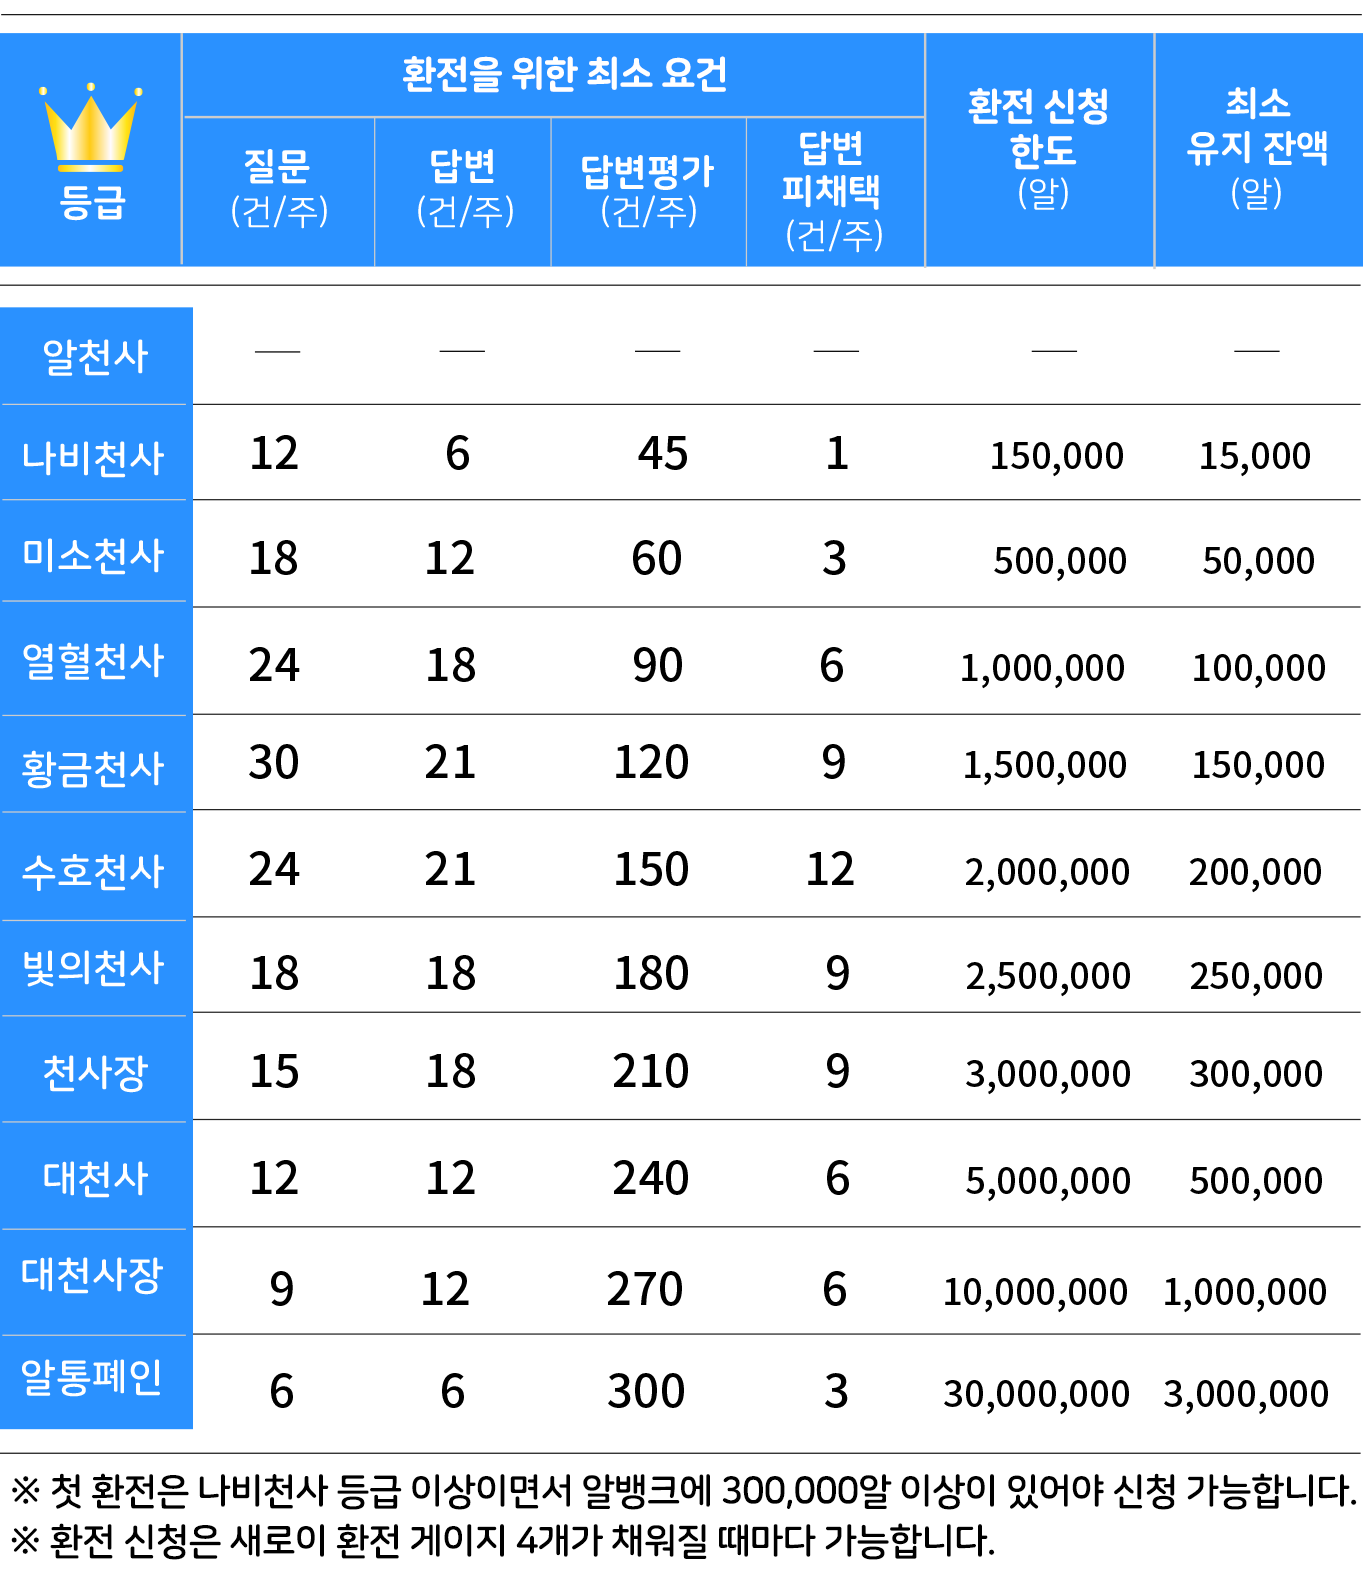 등급
환전을 위한 최소 요건
질문
(건/주)
답변
(건/주)
답변평가
(건/주)
답변
피채택
(건/주)
환전 신청
한도
(알)
최소
유지 잔액
(알)
알천사 — — — — — —
나비천사 12 6 45 1 150,000 15,000
미소천사 18 12 60 3 500,000 50,000
열혈천사 24 18 90 6 1,000,000 100,000
황금천사 30 21 120 9 1,500,000 150,000
수호천사 24 21 150 12 2,000,000 200,000
빛의천사 18 18 180 9 2,500,000 250,000
천사장 15 18 210 9 3,000,000 300,000
대천사 12 12 240 6 5,000,000 500,000
대천사장 9 12 270 6 10,000,000 1,000,000
알통폐인 6 6 300 3 30,000,000 3,000,000
※ 첫 환전은 나비천사 등급 이상이면서 알뱅크에 300,000알 이상이 있어야 신청 가능합니다.
※ 환전 신청은 새로이 환전 게이지 4개가 채워질 때마다 가능합니다.